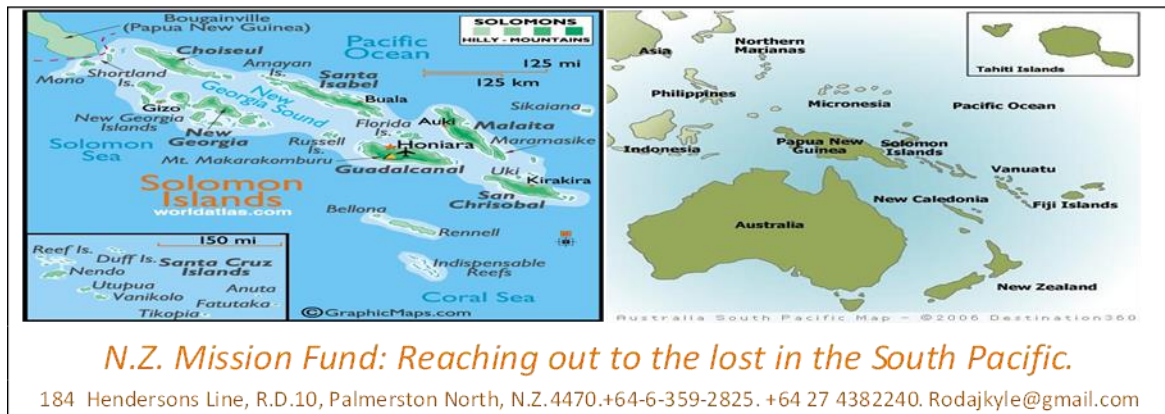 Bougainville
(Papua New Guinea)
SOLOMONS
HILLY - MOUNTAINS
Pacific
Ocean
Choiseul
Mono
Shortland
Is.
Amayan
Is.
Santa
Isabel
125 mi
125 km
New
Georgia Sound
Buala
Sikaiana
Gizo
New Georgia
Islands
New
Georgia
Russell
Is.
Florida
Is.
Auki
Malaita
Maramasike
Solomon
Sea
Honiara
Mt. Makarakomburu
Guadalcanal
Uki
Kirakira
San
Chrisobal
Solomon
Islands
worldatlas.com
Bellona
Rennell
150 mi
Reef Is.
Duff Is.
Santa Cruz
Islands
Nendo
Utupua
Vanikolo
Anuta
Fatutaka
Tikopia
Indispensable
Reefs
Coral Sea
©GraphicMaps.com
Asia
Northern
Marianas
Tahiti Islands
Philippines
Micronesia
Pacific Ocean
Indonesia
Papua New
Guinea
Solomon
Islands
Vanuatu
New Caledonia
Fiji Islands
Australia
New Zealand
Australia South Pacific Map - ©2006 Destination360
N.Z. Mission Fund: Reaching out to the lost in the South Pacific.
184 Hendersons Line, R.D.10, Palmerston North, N.Z.4470.+64-6-359-2825. +64 27 4382240. Rodajkyle@gmail.com